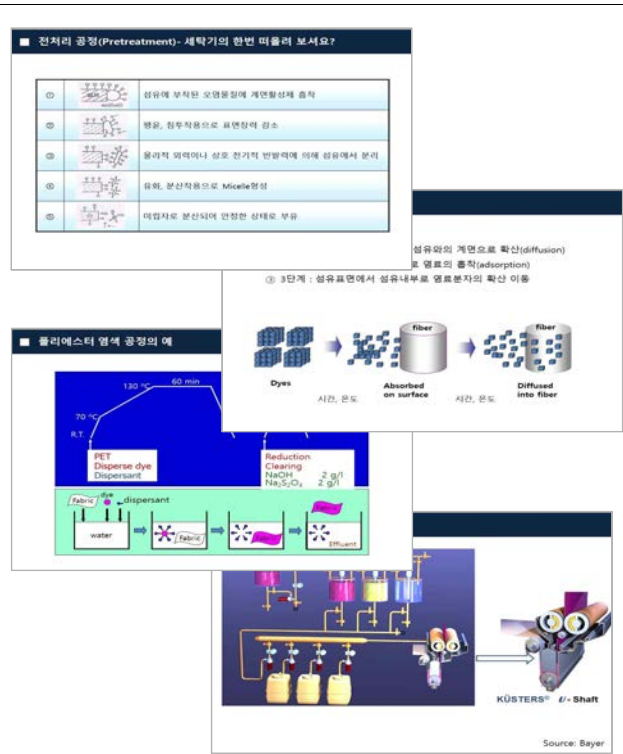 ■ 전처리 공정(Pretreatment)- 세탁기의 한번 떠올려 보셔요?
① 섬유에 부착된 오염물질에 계면활성제 흡착
② 팽윤, 침투작용으로 표면장력 감소
③ 물리적 외력이나 상호 전기적 반발력에 의해 섬유에서 분리
④ 유화, 분산작용으로 Micelle형성
⑤ 미립자로 분산되어 안정한 상태로 부유
섬유와의 계면으로 확산(diffusion)
로 염료의 흡착(adsorption)
③ 3단계 : 섬유표면에서 섬유내부로 염료분자의 확산 이동
fiber
fiber
Dyes
Absorbed
on surface
Diffused
into fiber
시간, 온도
시간, 온도
■ 폴리에스터 염색 공정의 예
130 ℃
60 min
70 ℃
R.T.
PET
Disperse dye
Dispersant
Reduction
Clearing
NaOH 2 g/l
Na₂S₂O₄ 2 g/l
Fabric
dye
dispersant
water
Fabric
Fabric
Fabric
Effluent
KÜSTERS® - Shaft
Source: Bayer